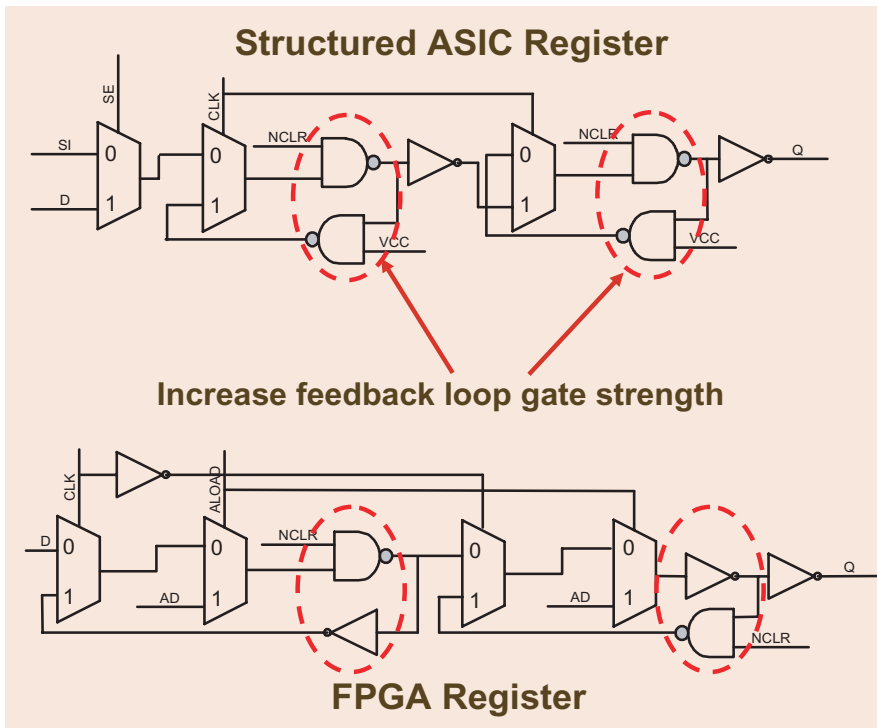 Structured ASIC Register
SE
CLK
SI
0
D
1
0
1
NCLR
VCC
0
1
NCLR
Q
VCC
Increase feedback loop gate strength
CLK
ALOAD
D
0
1
0
1
AD
NCLR
0
1
0
1
AD
Q
NCLR
FPGA Register